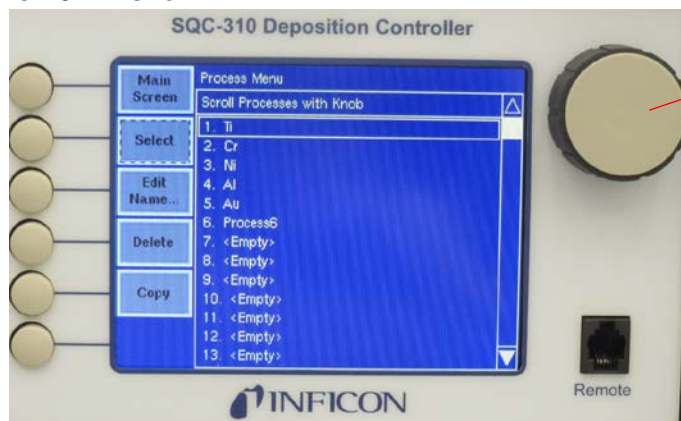 SQC-310 Deposition Controller
Main
Screen
Select
Edit
Name...
Delete
Copy
Process Menu
Scroll Processes with Knob
1. Ti
2. Cr
3. Ni
4. Al
5. Au
6. Process6
7. <Empty>
8. <Empty>
9. <Empty>
10. <Empty>
11. <Empty>
12. <Empty>
13. <Empty>
Remote
INFICON